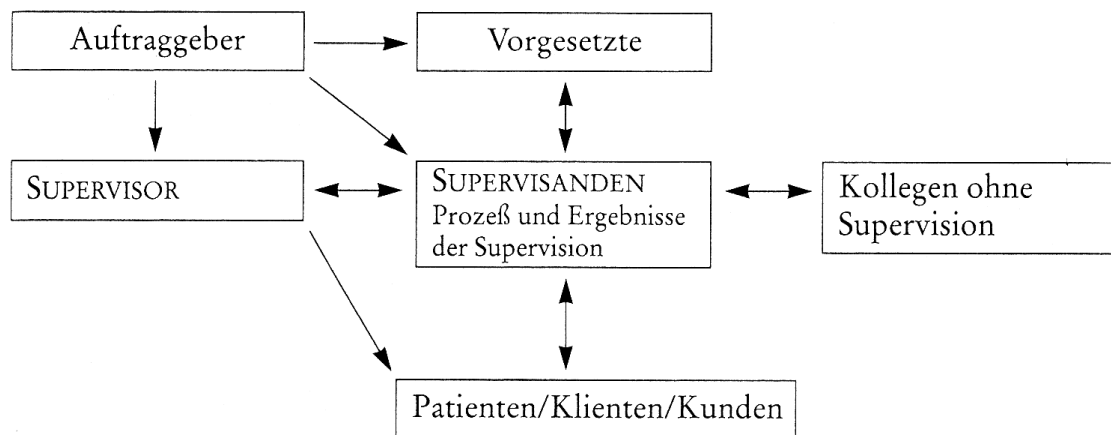 Auftraggeber
Vorgesetzte
SUPERVISOR
SUPERVISANDEN
Prozeß und Ergebnisse
der Supervision
Kollegen ohne
Supervision
Patienten/Klienten/Kunden